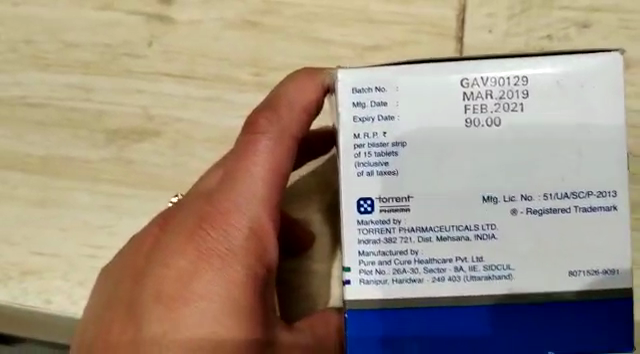 Batch No. : GAV90129
Mfg. Date : MAR.2019
Expiry Date : FEB.2021
M.R.P. ₹ 90.00
per blister strip
of 15 tablets
(Inclusive
of all taxes)
torrent
PHARMA
Mfg. Lic. No. : 51/UA/SC/P-2013
® - Registered Trademark
Marketed by :
TORRENT PHARMACEUTICALS LTD.
Indrad-382 721, Dist. Mehsana, INDIA.
Manufactured by :
Pure and Cure Healthcare Pvt. Ltd.
Plot No. 26A-30, Sector - 8A, IIE, SIDCUL,
Ranipur, Haridwar - 249 403 (Uttarakhand).
8071526-9091